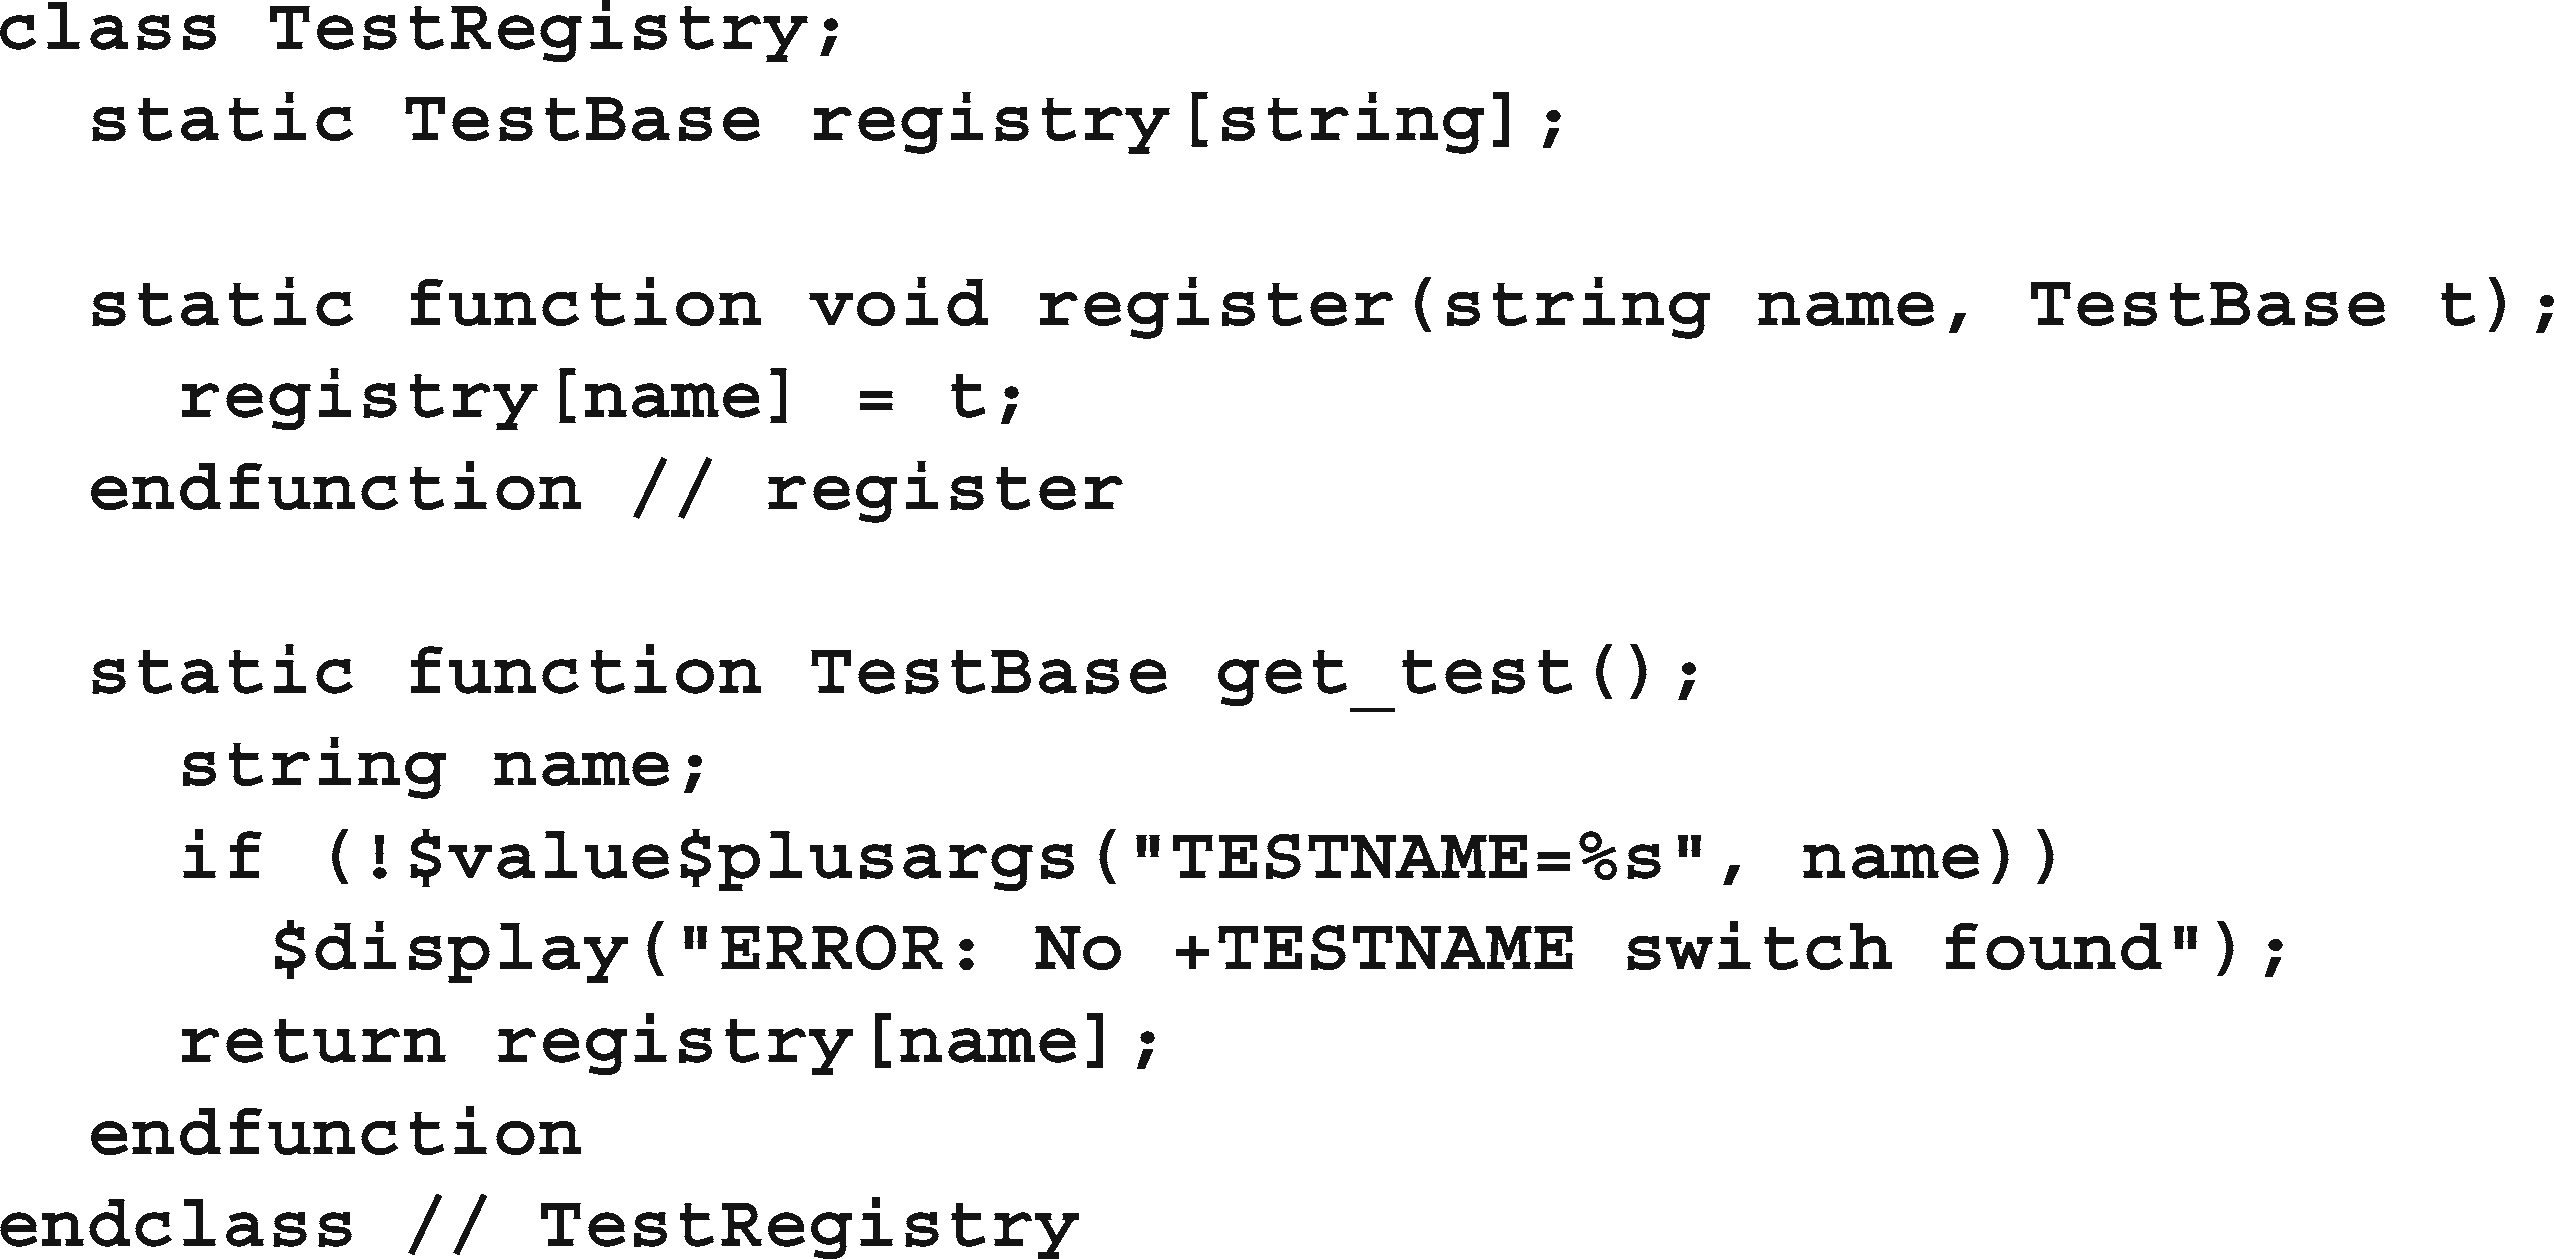 class TestRegistry;
  static TestBase registry[string];

  static function void register(string name, TestBase t);
    registry[name] = t;
  endfunction // register

  static function TestBase get_test();
    string name;
    if (!$value$plusargs("TESTNAME=%s", name))
      $display("ERROR: No +TESTNAME switch found");
    return registry[name];
  endfunction
endclass // TestRegistry